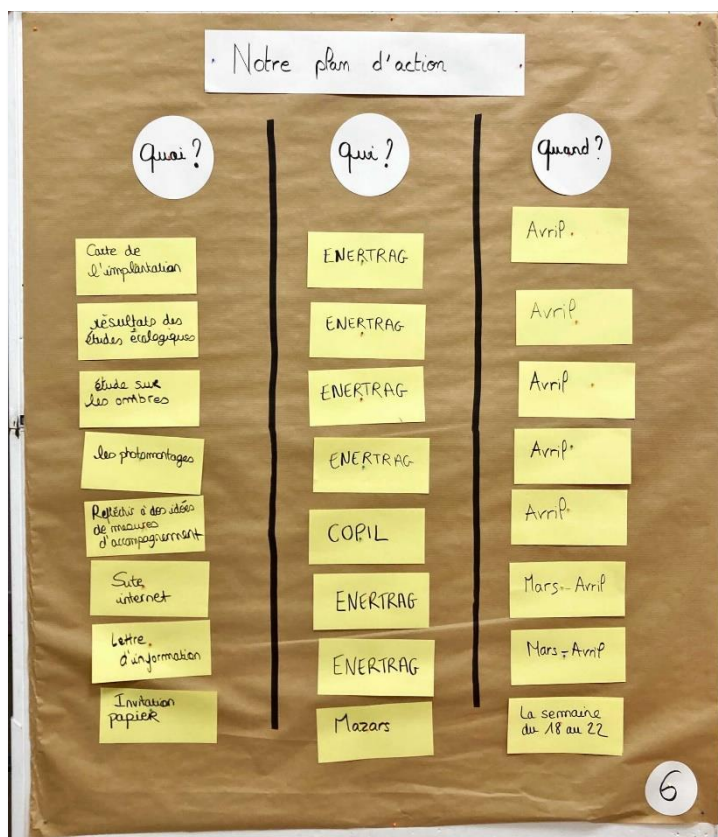 Notre plan d'action
Quoi ?
Qui ?
Quand ?
Carte de
l'implantation
ENERTRAG
Avril
résultats des
études écologiques
ENERTRAG
Avril
étude sur
les ombres
ENERTRAG
Avril
les photomontages
ENERTRAG
Avril
Réfléchir à des idées
de mesures
d'accompagnement
COPIL
Avril
Site
internet
ENERTRAG
Mars - Avril
Lettre
d'information
ENERTRAG
Mars - Avril
Invitation
papier
Mazars
La semaine
du 18 au 22
6